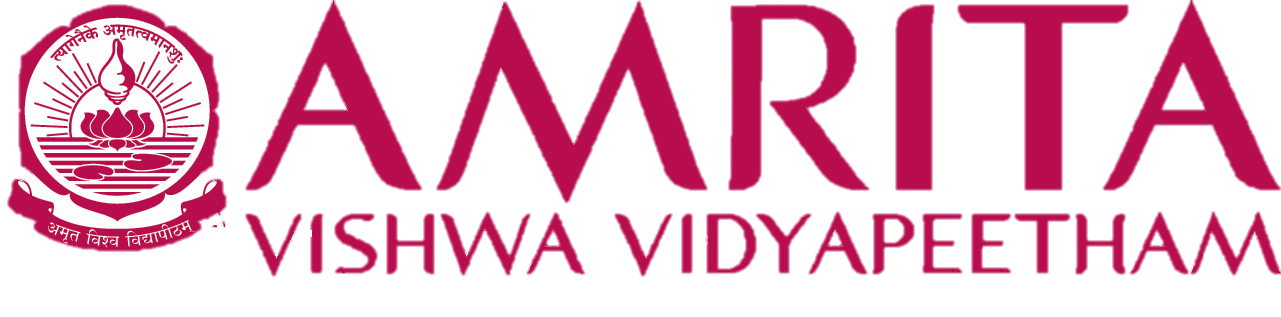 त्यागेनैके अमृतत्वमानशुः
अमृत विश्व विद्यापीठम्
AMRITA
VISHWA VIDYAPEETHAM